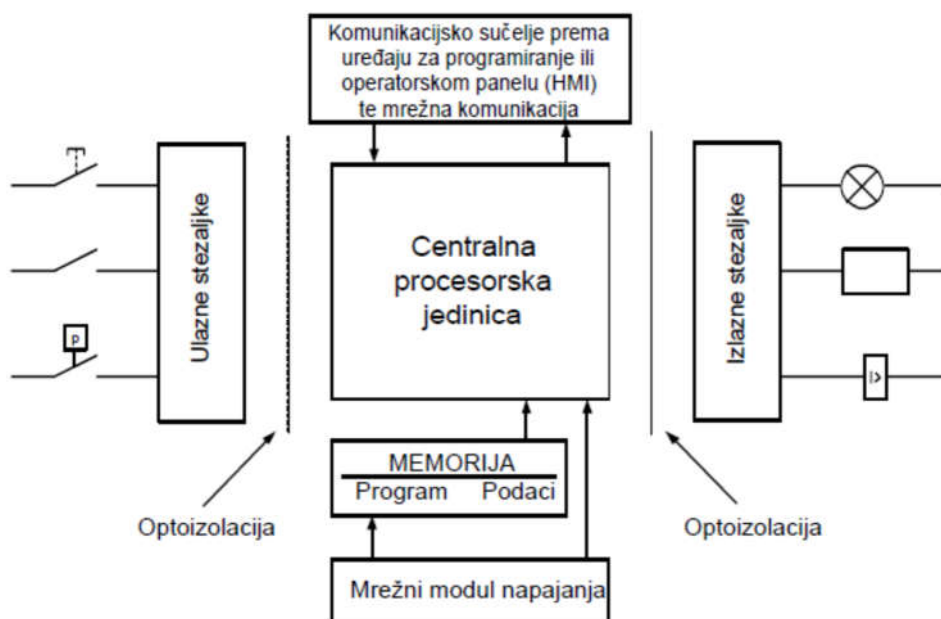 Komunikacijsko sučelje prema
uređaju za programiranje ili
operatorskom panelu (HMI)
te mrežna komunikacija
Ulazne stezaljke
p
Centralna
procesorska
jedinica
Izlazne stezaljke
MEMORIJA
Program Podaci
Optoizolacija
Optoizolacija
Mrežni modul napajanja